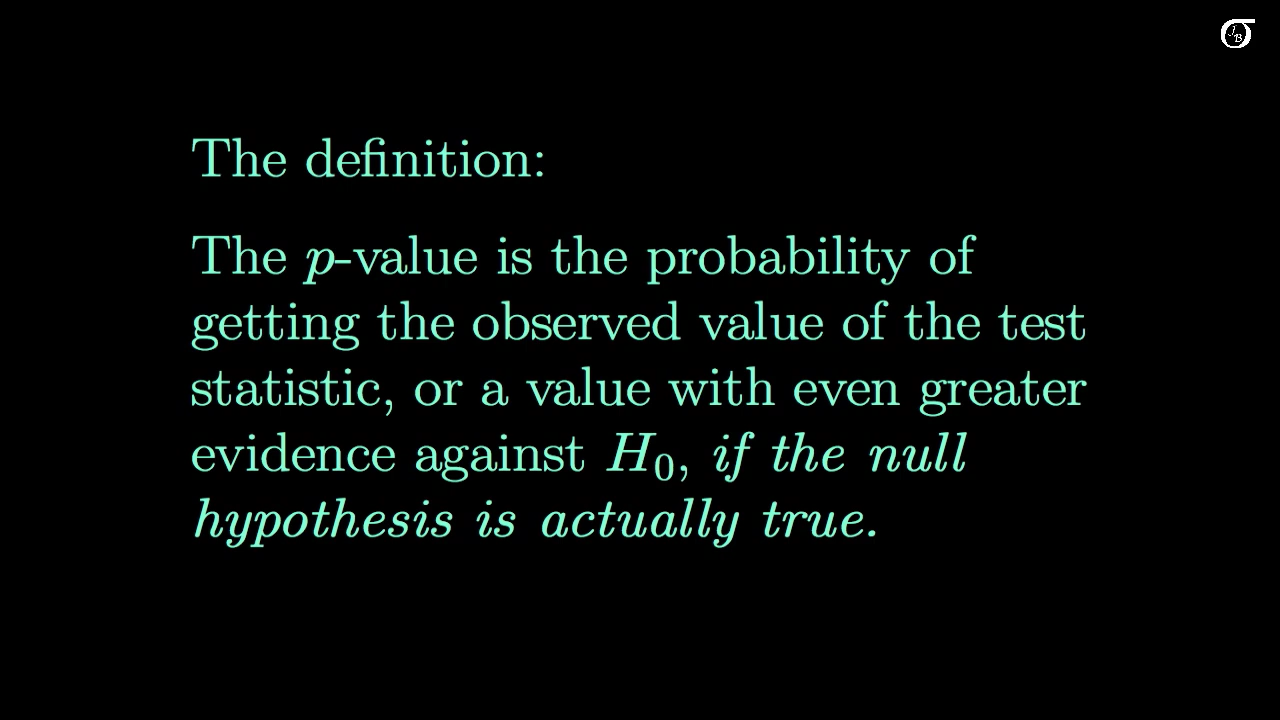 The definition:
The p-value is the probability of
getting the observed value of the test
statistic, or a value with even greater
evidence against H₀, if the null
hypothesis is actually true.